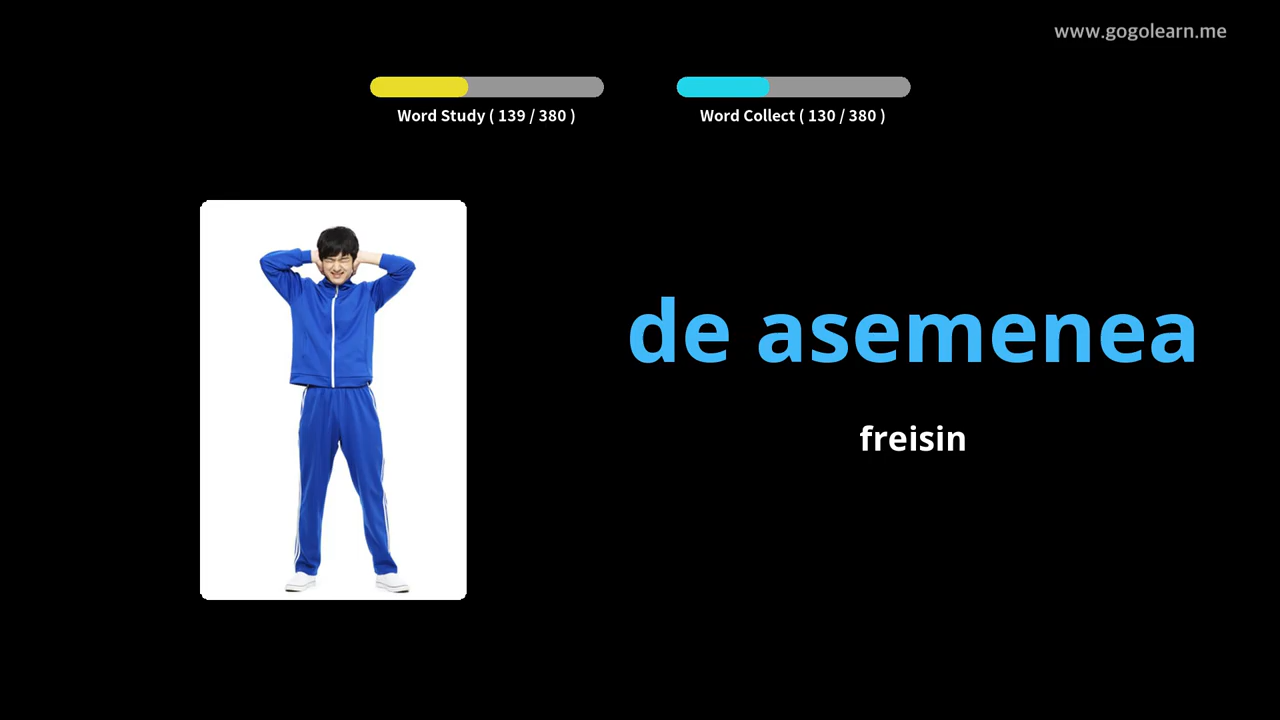 www.gogolearn.me
Word Study ( 139 / 380 )
Word Collect ( 130 / 380 )
de asemenea
freisin